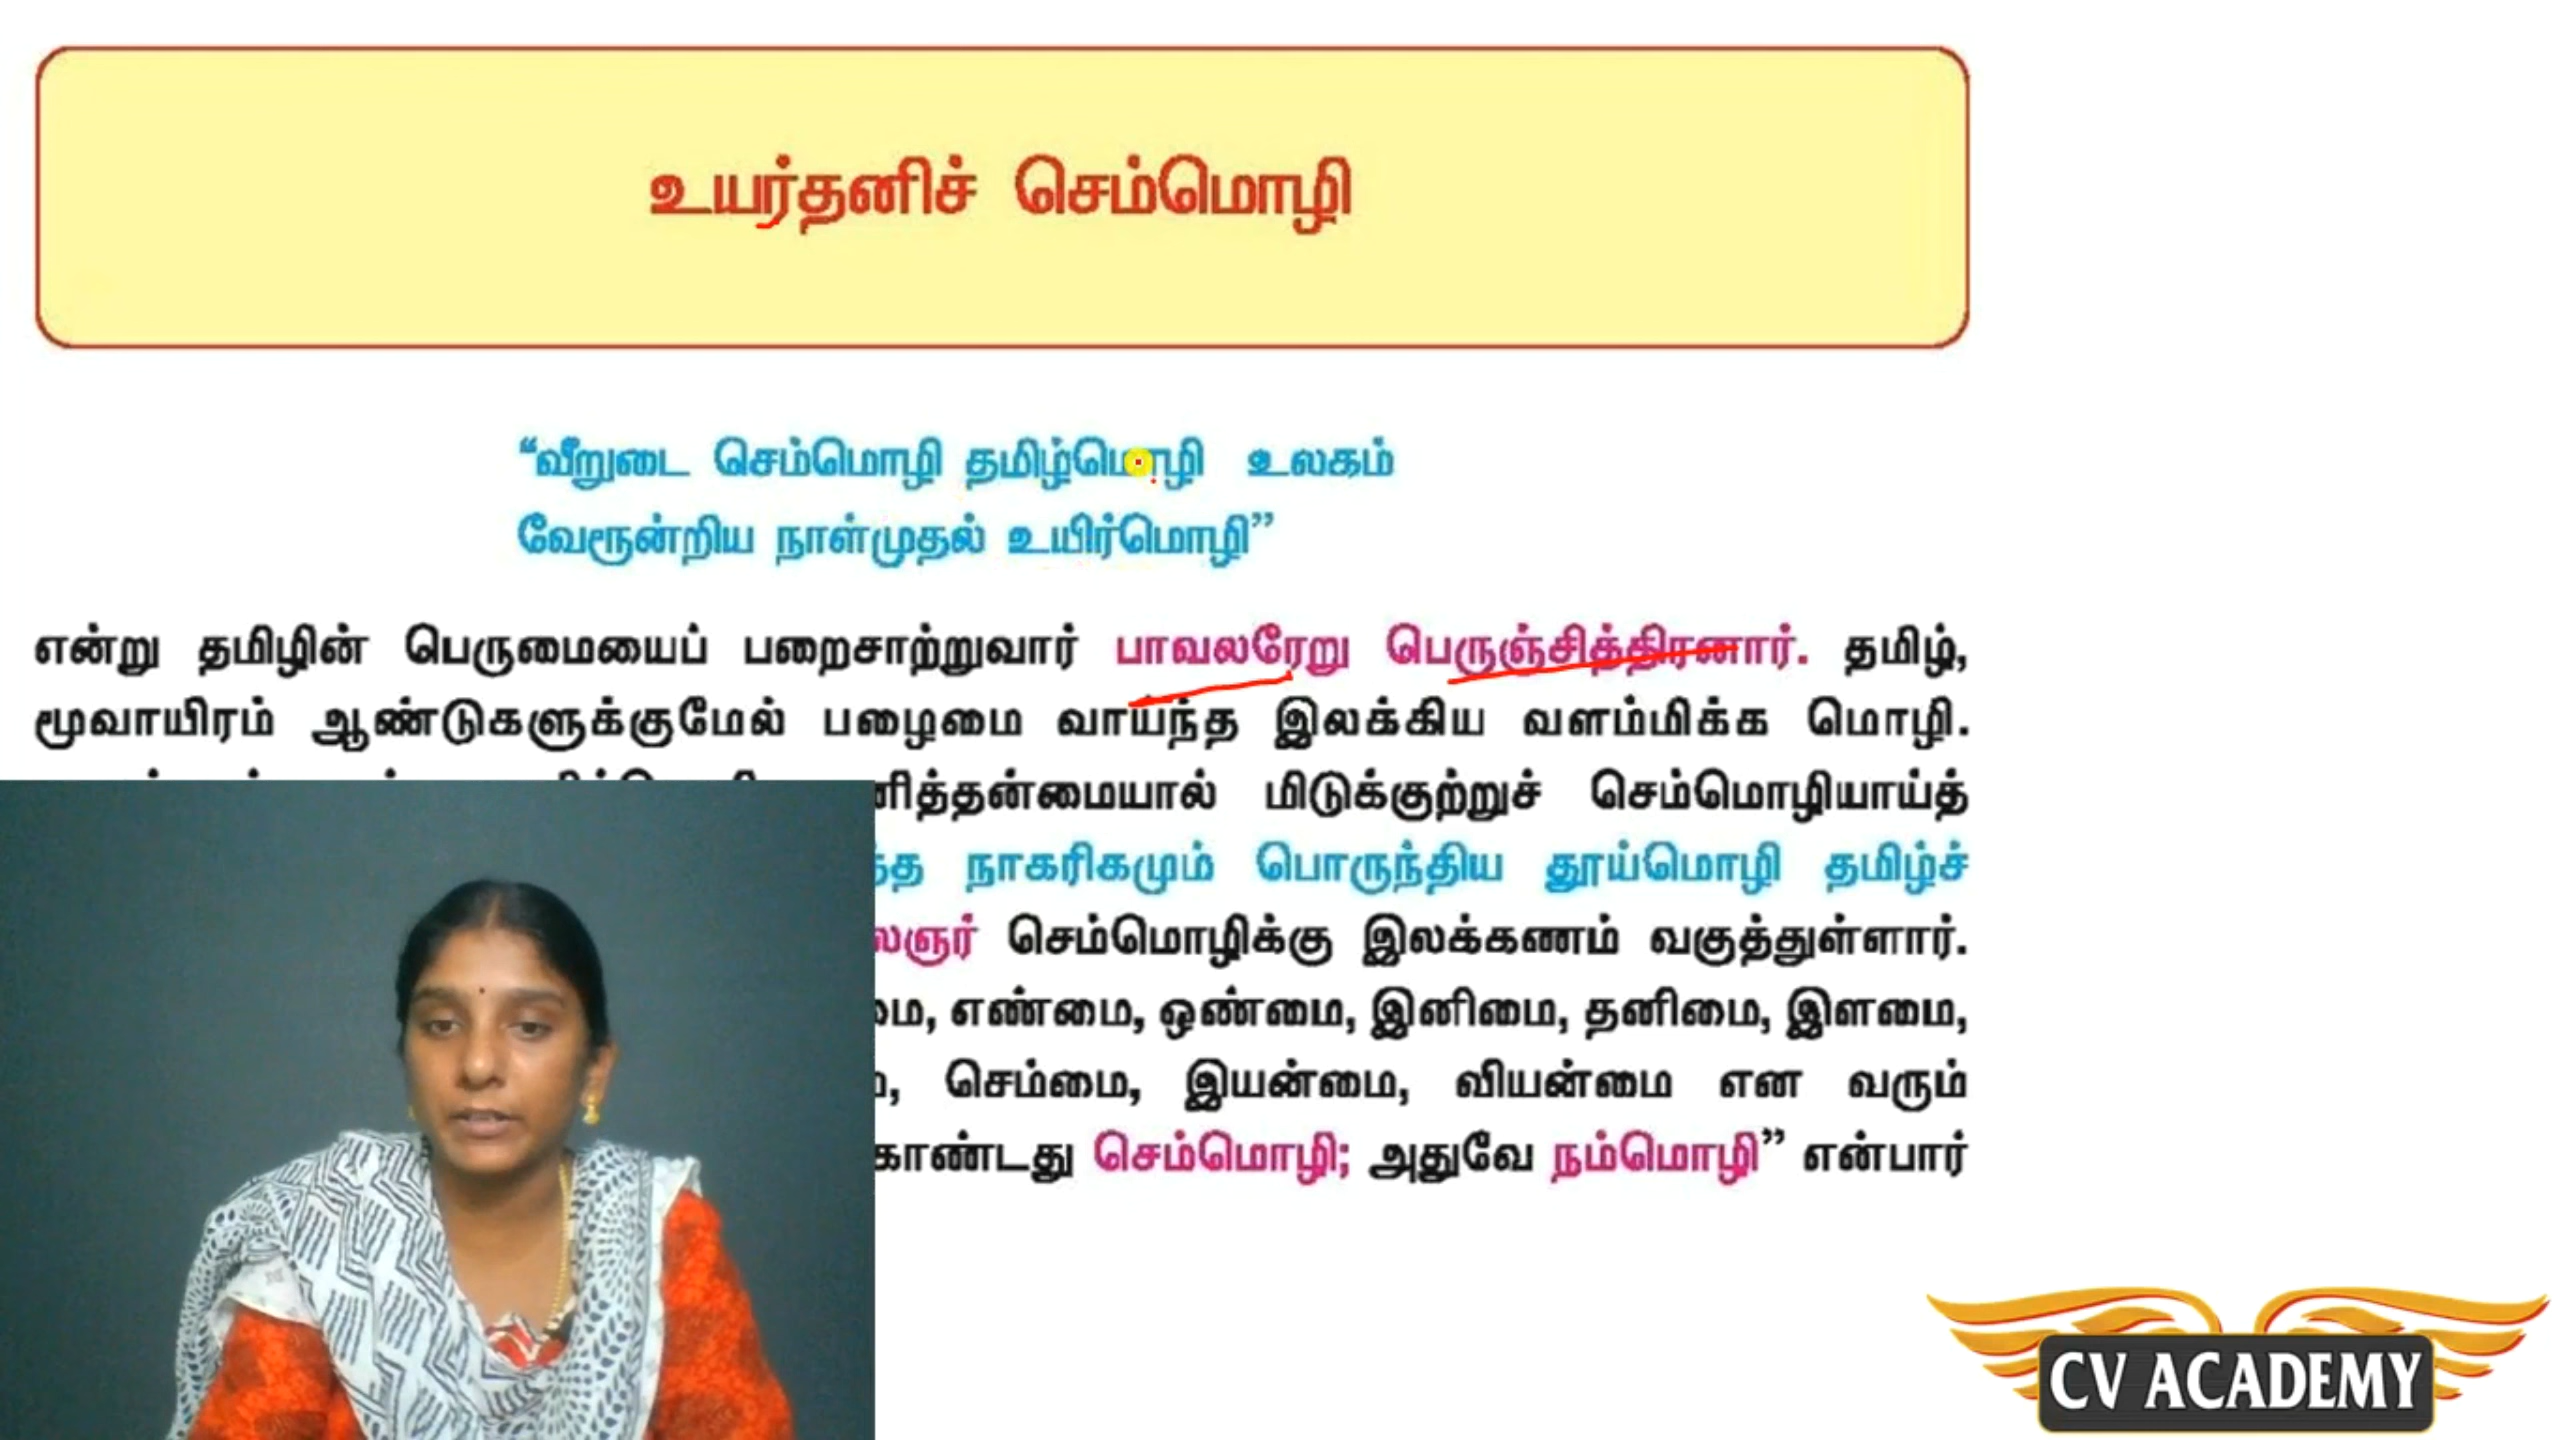 உயர்தனிச் செம்மொழி
“வீறுடை செம்மொழி தமிழ்மொழி உலகம்
வேரூன்றிய நாள்முதல் உயிர்மொழி”
என்று தமிழின் பெருமையைப் பறைசாற்றுவார் பாவலரேறு பெருஞ்சித்திரனார். தமிழ்,
மூவாயிரம் ஆண்டுகளுக்குமேல் பழைமை வாய்ந்த இலக்கிய வளம்மிக்க மொழி.
மிடுக்குற்றுச் செம்மொழியாய்த்
நாகரிகமும் பொருந்திய தூய்மொழி தமிழ்ச்
செம்மொழிக்கு இலக்கணம் வகுத்துள்ளார்.
எண்மை, ஒண்மை, இனிமை, தனிமை, இளமை,
செம்மை, இயன்மை, வியன்மை என வரும்
செம்மொழி; அதுவே நம்மொழி” என்பார்
CV ACADEMY